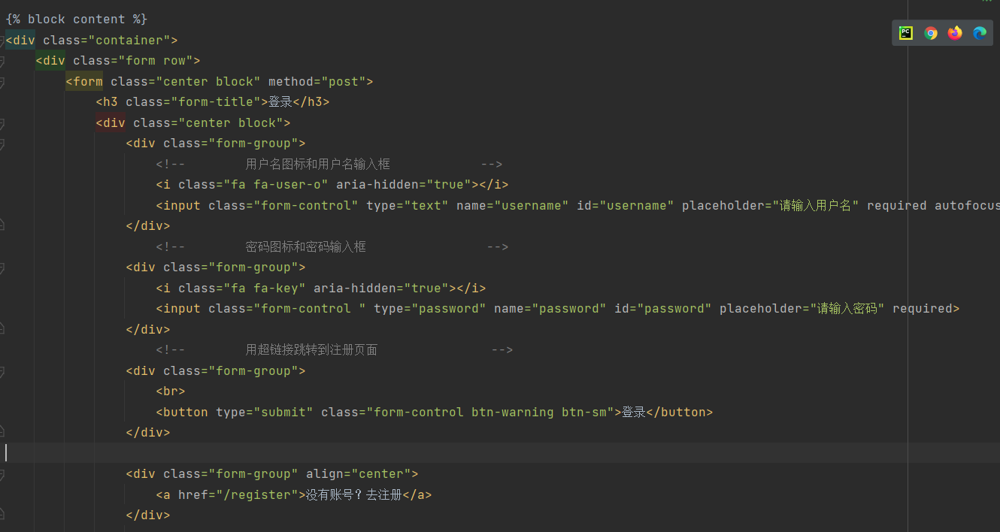 {% block content %}
<div class="container">
<div class="form row">
<form class="center block" method="post">
<h3 class="form-title">登录</h3>
<div class="center block">
<div class="form-group">
<!-- 用户名图标和用户名输入框 -->
<i class="fa fa-user-o" aria-hidden="true"></i>
<input class="form-control" type="text" name="username" id="username" placeholder="请输入用户名" required autofocus
</div>
<!-- 密码图标和密码输入框 -->
<div class="form-group">
<i class="fa fa-key" aria-hidden="true"></i>
<input class="form-control " type="password" name="password" id="password" placeholder="请输入密码" required>
</div>
<!-- 用超链接跳转到注册页面 -->
<div class="form-group">
<br>
<button type="submit" class="form-control btn-warning btn-sm">登录</button>
</div>
<div class="form-group" align="center">
<a href="/register">没有账号？去注册</a>
</div>
PC